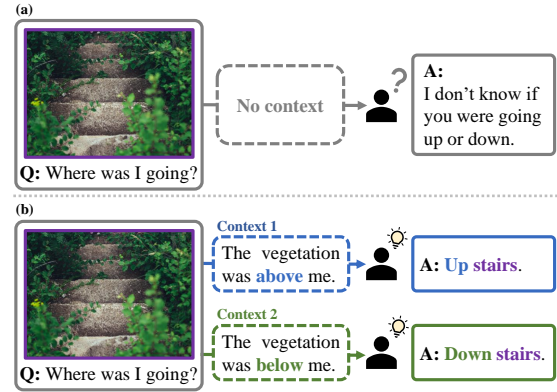 (a)
No context
?
A:
I don't know if
you were going
up or down.
Q: Where was I going?
(b)
Context 1
The vegetation
was above me.
A: Up stairs.
Context 2
The vegetation
was below me.
A: Down stairs.
Q: Where was I going?